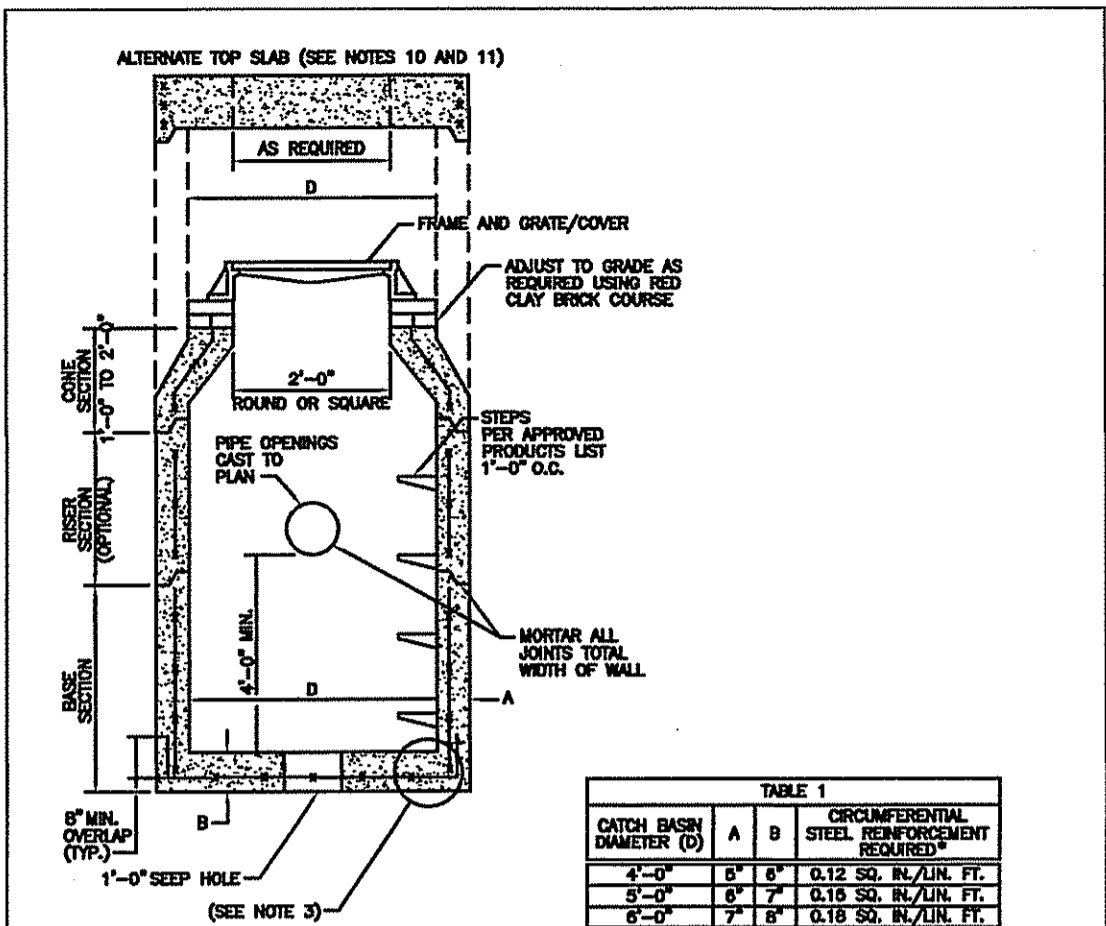 ALTERNATE TOP SLAB (SEE NOTES 10 AND 11)
AS REQUIRED
D
FRAME AND GRATE/COVER
ADJUST TO GRADE AS
REQUIRED USING RED
CLAY BRICK COURSE
CONE
SECTION
1'-0" TO 2'-0"
2'-0"
ROUND OR SQUARE
STEPS
PER APPROVED
PRODUCTS LIST
1'-0" O.C.
PIPE OPENINGS
CAST TO
PLAN
RISER
SECTION
(OPTIONAL)
4'-0" MIN.
MORTAR ALL
JOINTS TOTAL
WIDTH OF WALL
BASE
SECTION
D
A
8" MIN.
OVERLAP
(TYP.)
B
1'-0" SEEP HOLE
(SEE NOTE 3)
TABLE 1
CATCH BASIN DIAMETER (D) A B CIRCUMFERENTIAL STEEL REINFORCEMENT REQUIRED*
4'-0" 5" 6" 0.12 SQ. IN./LIN. FT.
5'-0" 6" 7" 0.15 SQ. IN./LIN. FT.
6'-0" 7" 8" 0.18 SQ. IN./LIN. FT.